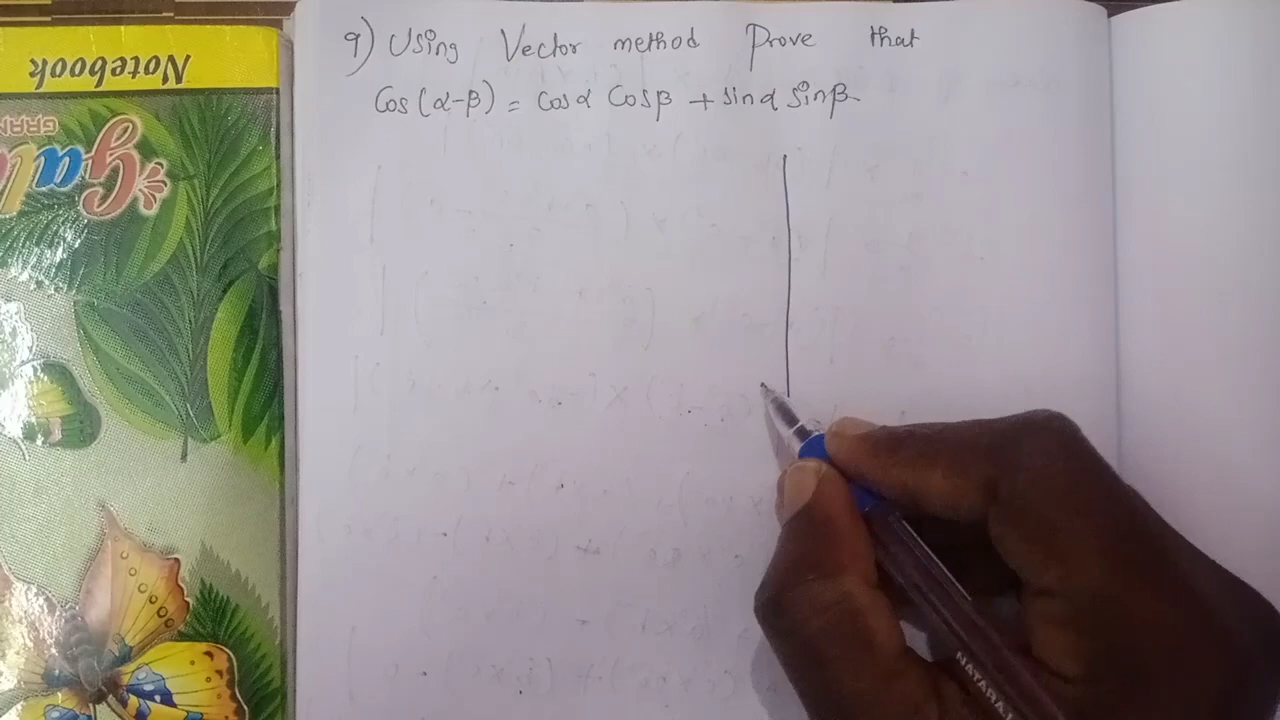 9) Using Vector method Prove that
Cos(α-β) = Cosα Cosβ + sinα sinβ
Notebook
NATARAJ